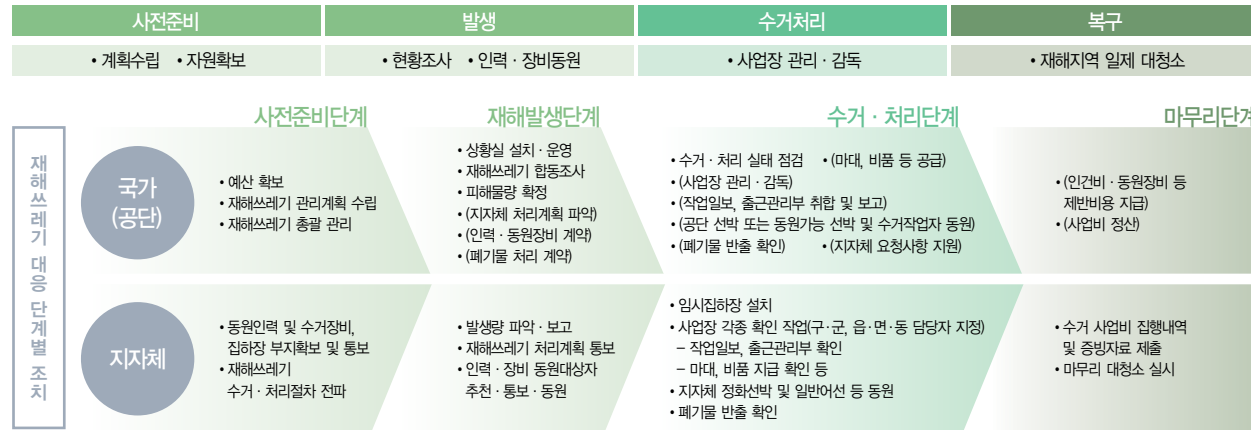 사전준비
발생
수거처리
복구
• 계획수립 • 자원확보
• 현황조사 • 인력 · 장비동원
• 사업장 관리 · 감독
• 재해지역 일제 대청소
재해쓰레기 대응 단계별 조치
사전준비단계
재해발생단계
수거 · 처리단계
마무리단계
국가
(공단)
• 예산 확보
• 재해쓰레기 관리계획 수립
• 재해쓰레기 총괄 관리
• 상황실 설치 · 운영
• 재해쓰레기 합동조사
• 피해물량 확정
• (지자체 처리계획 파악)
• (인력 · 동원장비 계약)
• (폐기물 처리 계약)
• 수거 · 처리 실태 점검 • (마대, 비품 등 공급)
• (사업장 관리 · 감독)
• (작업일보, 출근관리부 취합 및 보고)
• (공단 선박 또는 동원가능 선박 및 수거작업자 동원)
• (폐기물 반출 확인) • (지자체 요청사항 지원)
• (인건비 · 동원장비 등
제반비용 지급)
• (사업비 정산)
지자체
• 동원인력 및 수거장비,
집하장 부지확보 및 통보
• 재해쓰레기
수거 · 처리절차 전파
• 발생량 파악 · 보고
• 재해쓰레기 처리계획 통보
• 인력 · 장비 동원대상자
추천 · 통보 · 동원
• 임시집하장 설치
• 사업장 각종 확인 작업(구·군, 읍·면·동 담당자 지정)
– 작업일보, 출근관리부 확인
– 마대, 비품 지급 확인 등
• 지자체 정화선박 및 일반어선 등 동원
• 폐기물 반출 확인
• 수거 사업비 집행내역
및 증빙자료 제출
• 마무리 대청소 실시